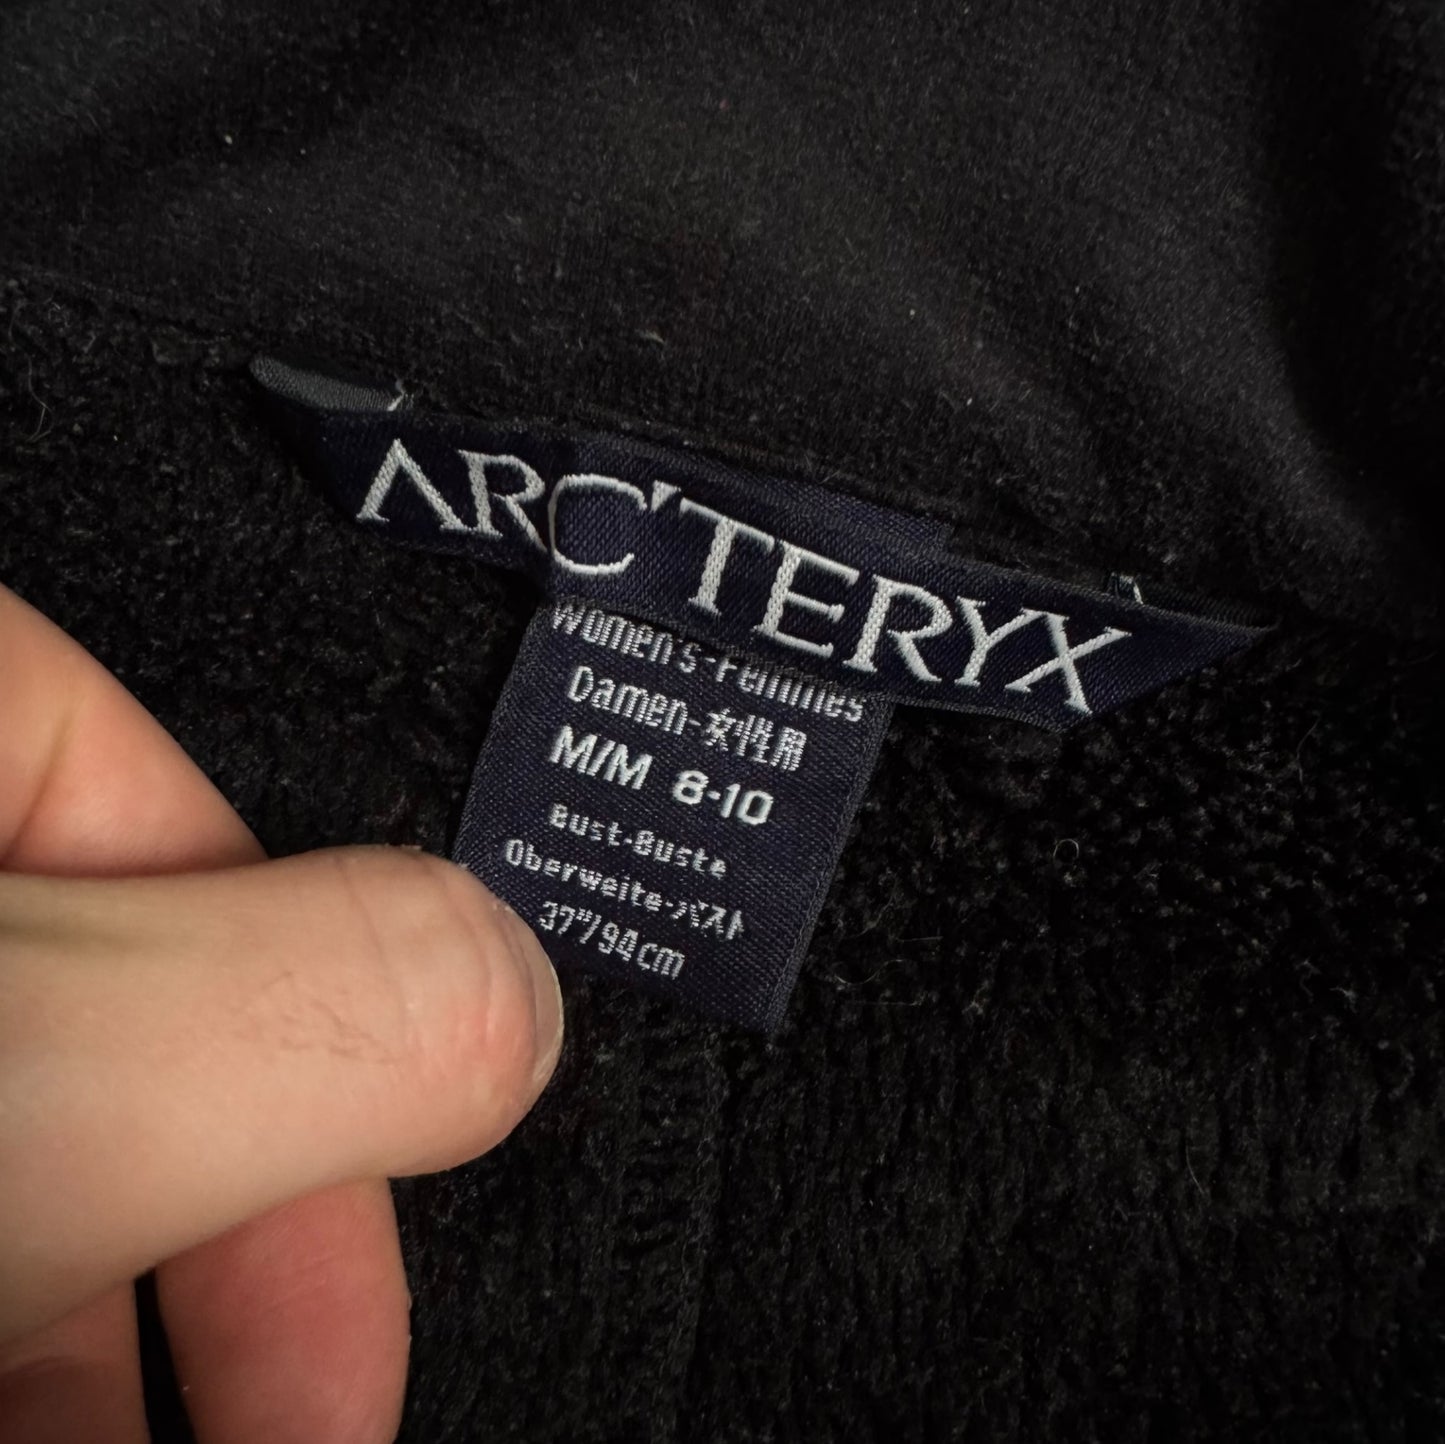 ARC'TERYX
Women's-Femmes
Damen-女性用
M/M 8-10
Bust-Buste
Oberweite-バスト
37"/94cm